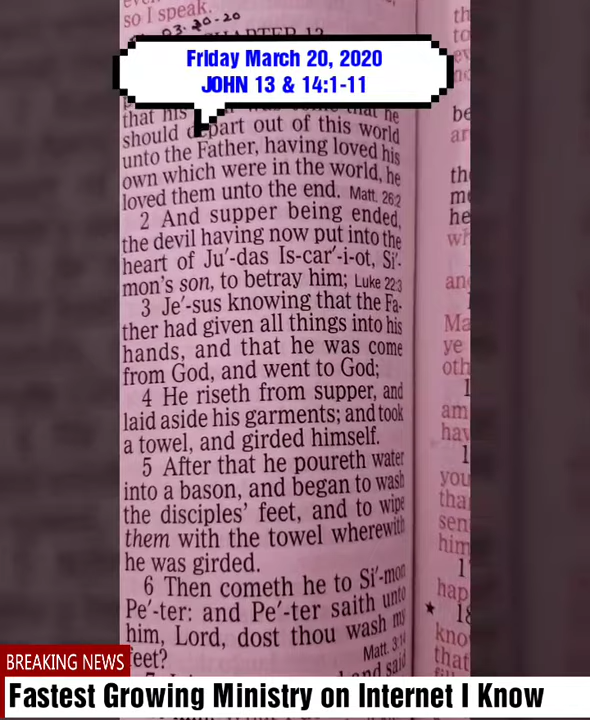 so I speak.
03-20-20
CHAPTER 13
Friday March 20, 2020
JOHN 13 & 14:1-11
that his
should depart out of this world
unto the Father, having loved his
own which were in the world, he
loved them unto the end. Matt. 26:2
2 And supper being ended,
the devil having now put into the
heart of Ju′-das Is-car′-i-ot, Si′-
mon's son, to betray him; Luke 22:3
3 Je′-sus knowing that the Fa-
ther had given all things into his
hands, and that he was come
from God, and went to God;
4 He riseth from supper, and
laid aside his garments; and took
a towel, and girded himself.
5 After that he poureth water
into a bason, and began to wash
the disciples' feet, and to wipe
them with the towel wherewith
he was girded.
6 Then cometh he to Si′-mon
Pe′-ter: and Pe′-ter saith unto
him, Lord, dost thou wash my
feet? Matt. 3:14
and said
BREAKING NEWS
Fastest Growing Ministry on Internet I Know